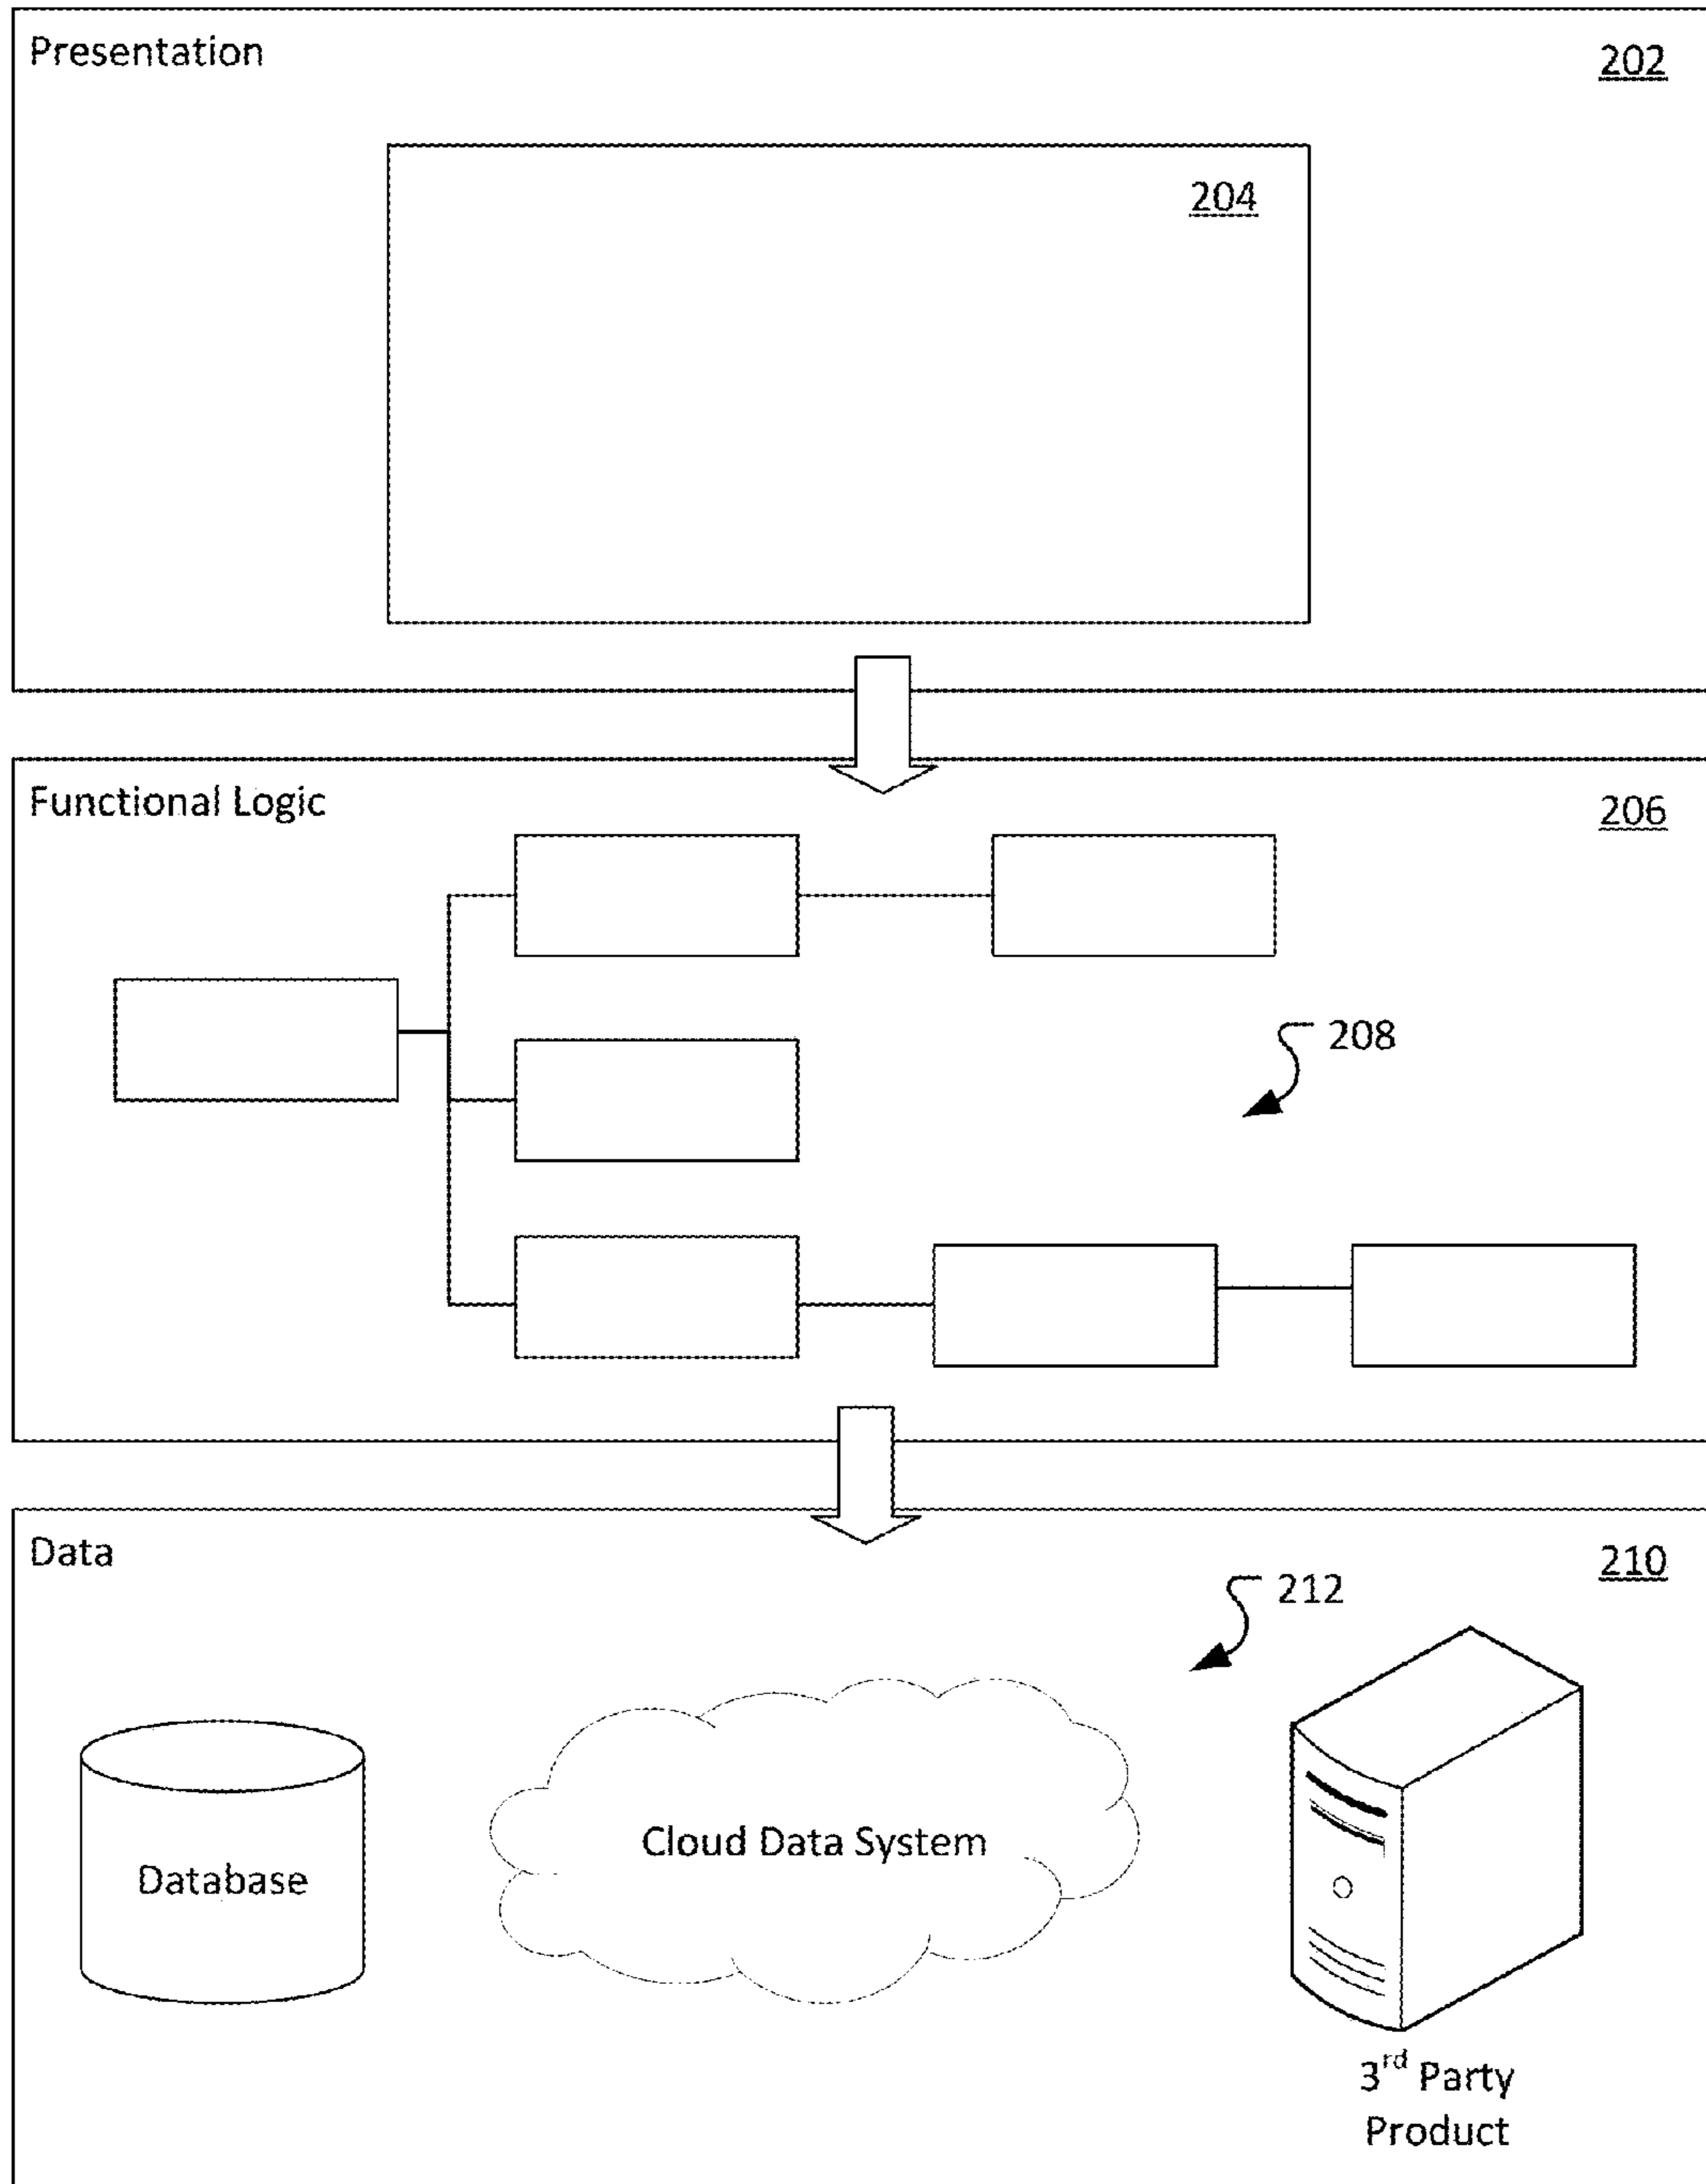 Presentation
202
204
Functional Logic
206
208
Data
210
212
Database
Cloud Data System
3rd Party
Product